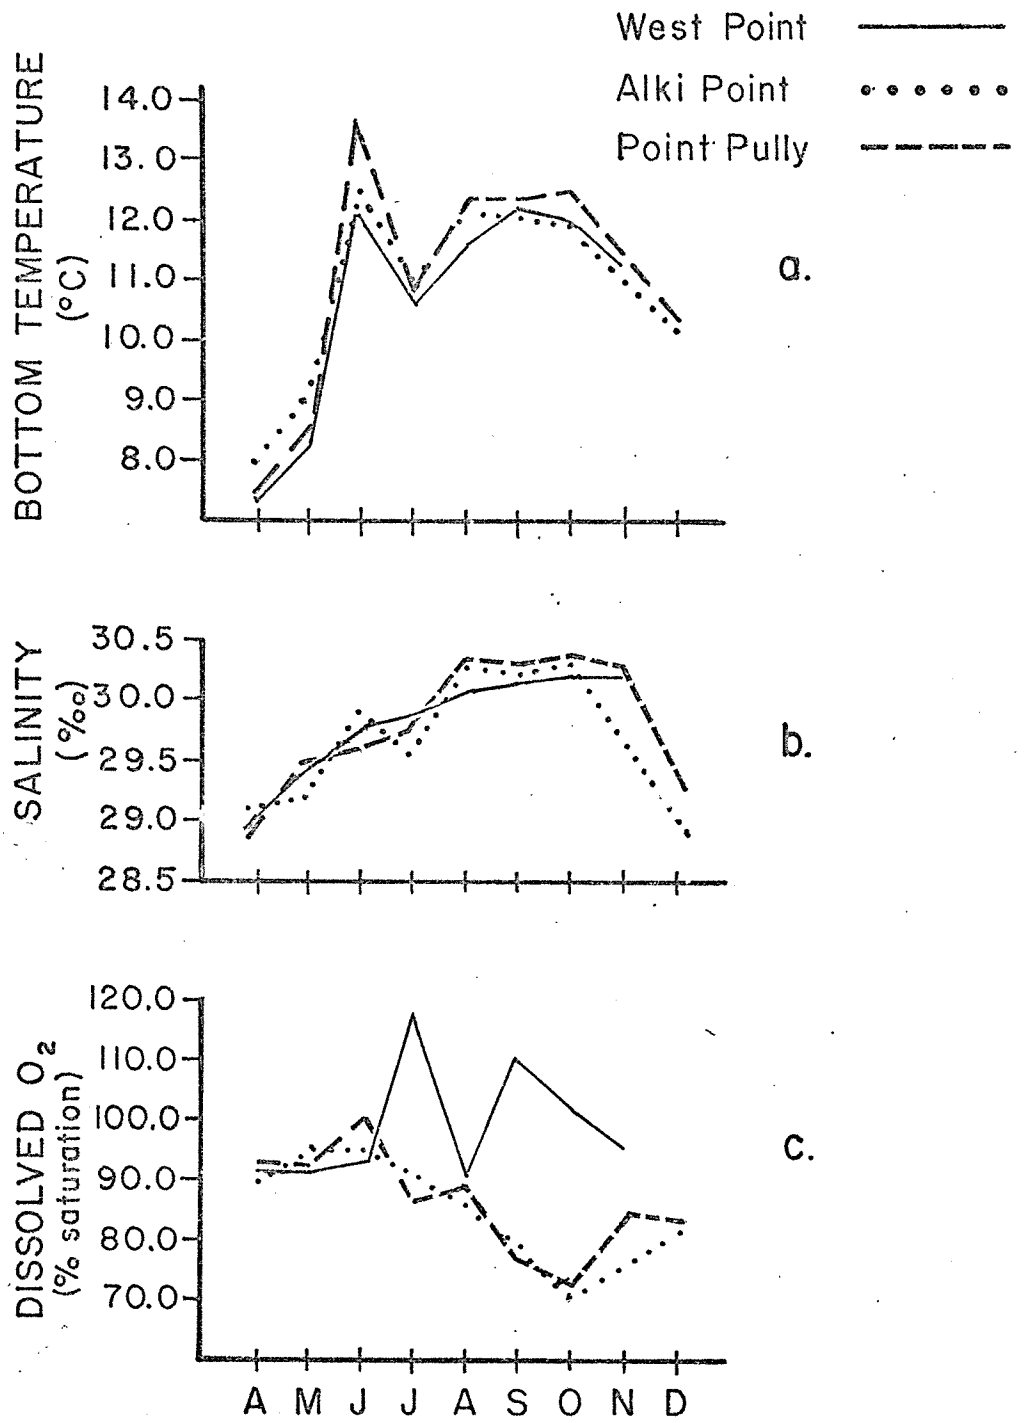 West Point
Alki Point
Point Pully
BOTTOM TEMPERATURE
(°C)
14.0
13.0
12.0
11.0
10.0
9.0
8.0
a.
SALINITY
(‰)
30.5
30.0
29.5
29.0
28.5
b.
DISSOLVED O₂
(% saturation)
120.0
110.0
100.0
90.0
80.0
70.0
c.
A M J J A S O N D